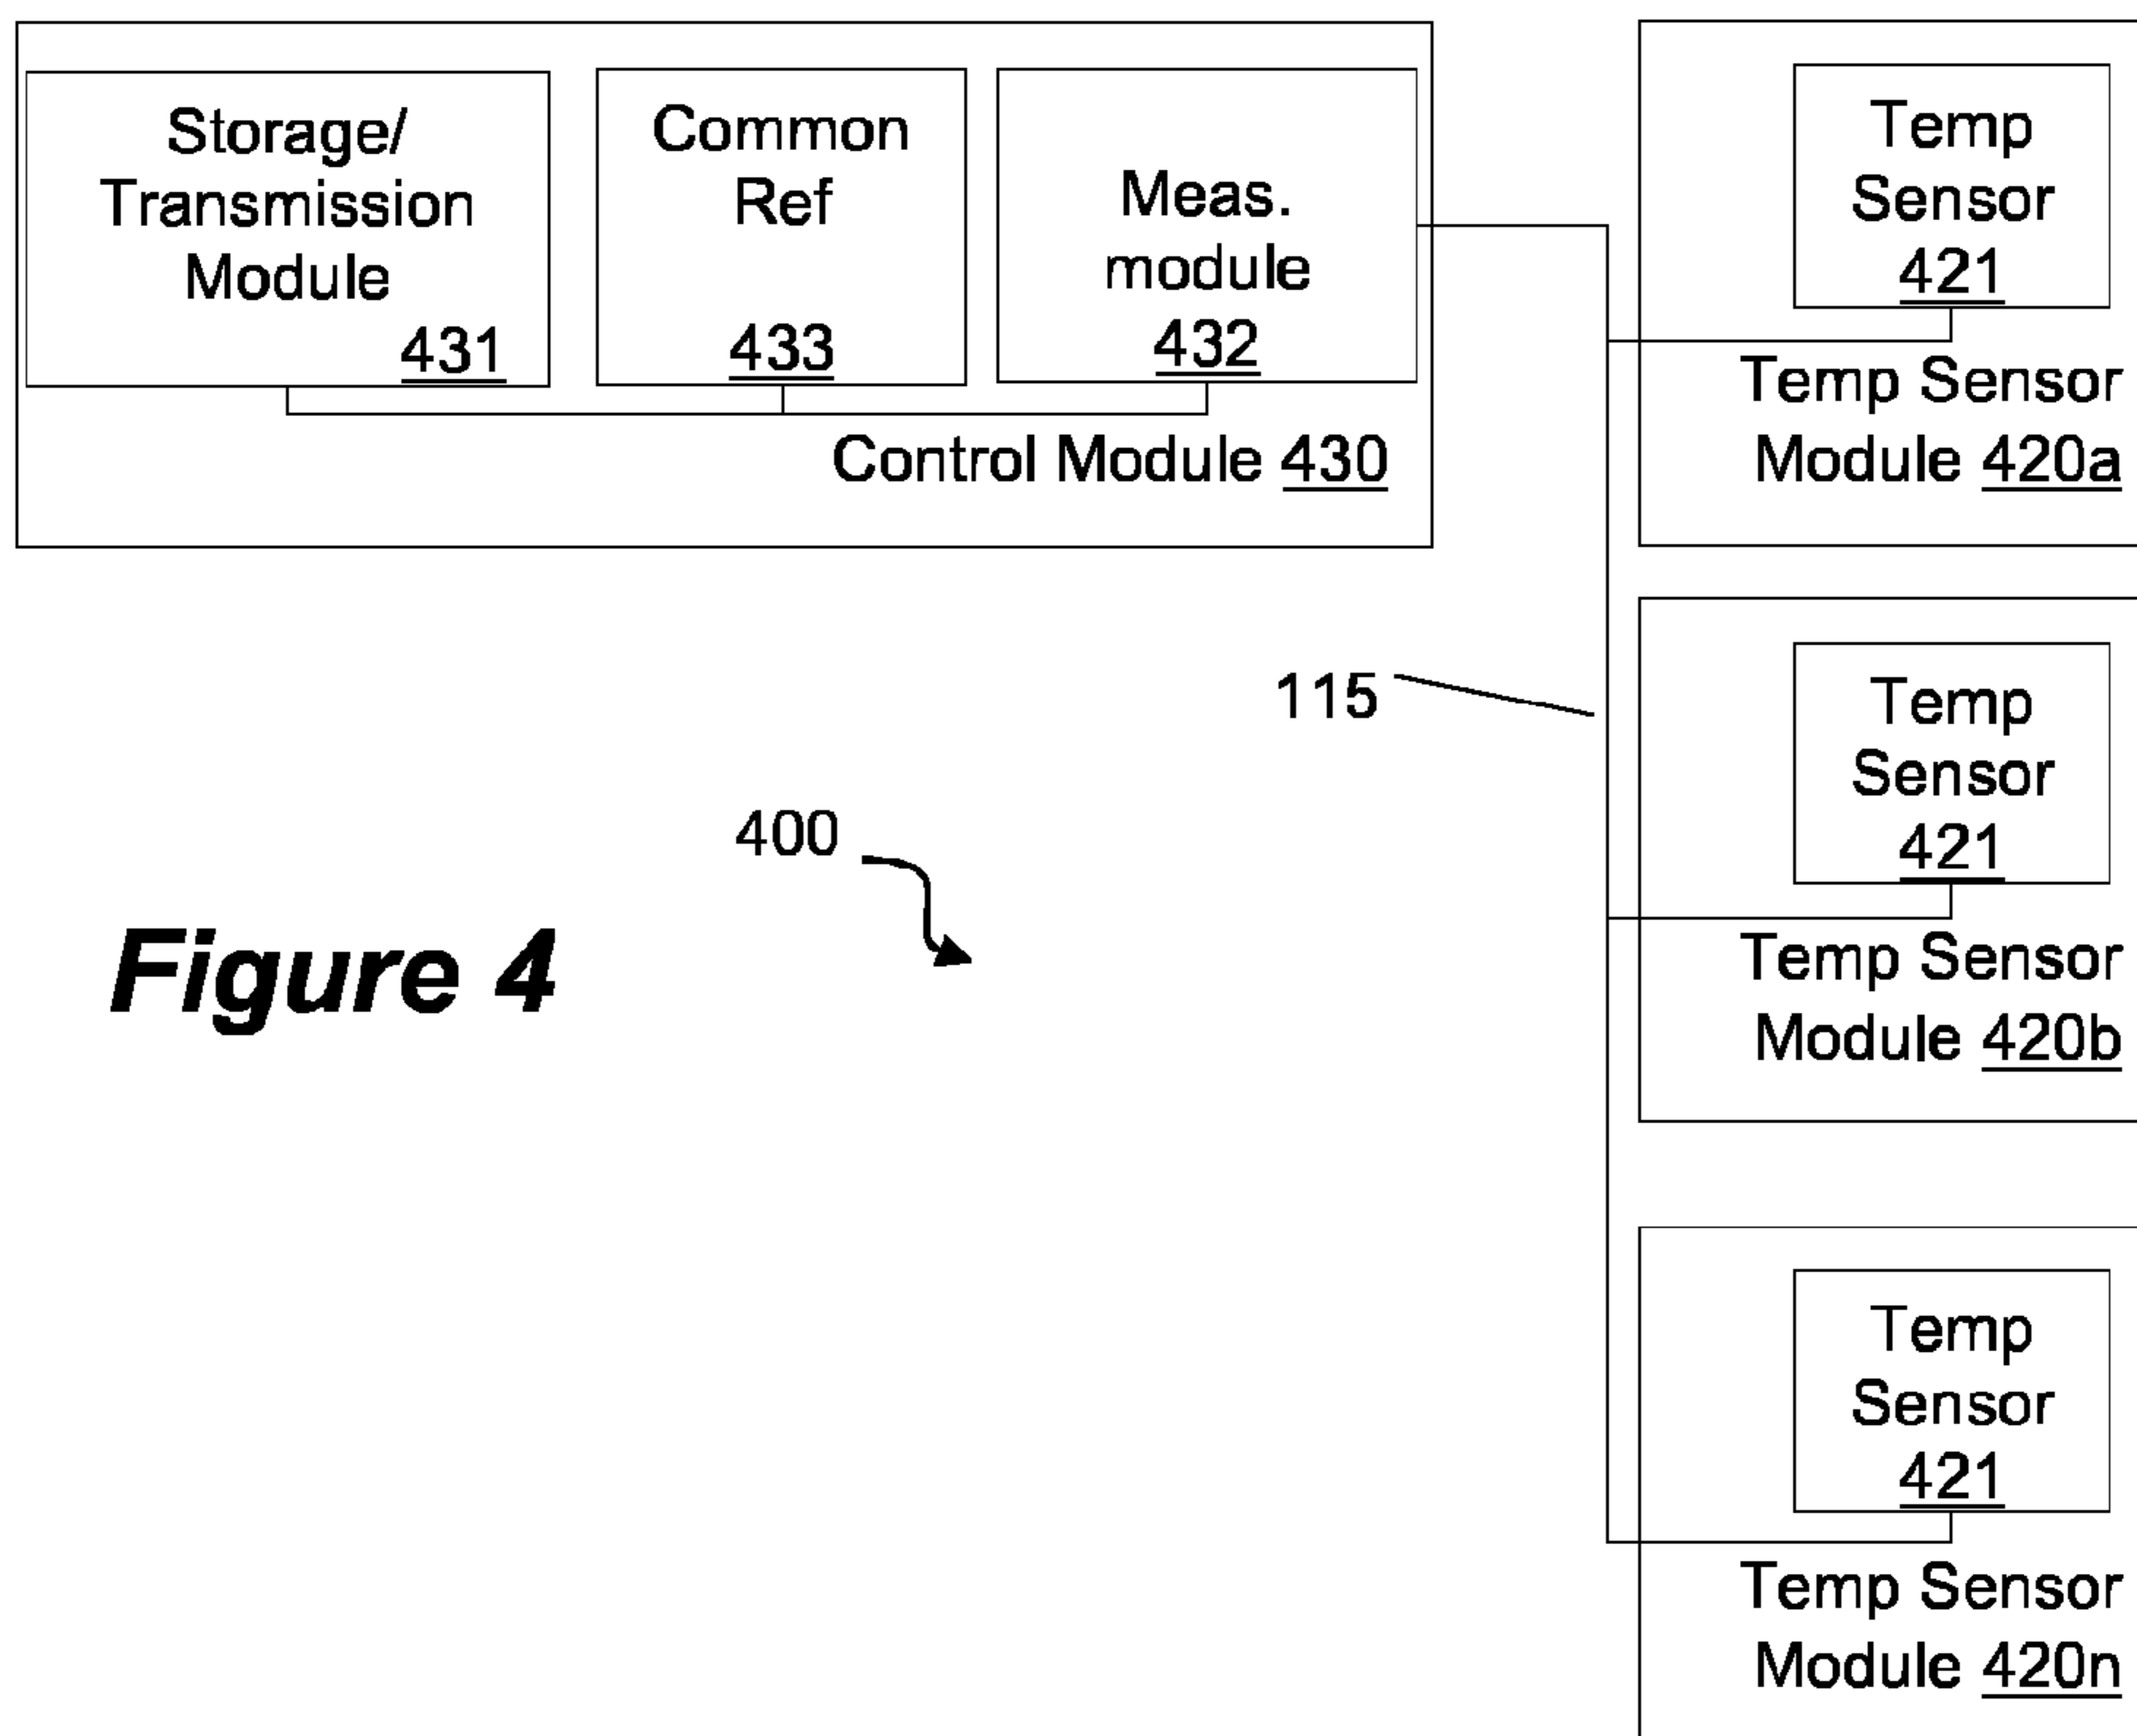 Storage/
Transmission
Module
431
Common
Ref
433
Meas.
module
432
Control Module 430
Temp
Sensor
421
Temp Sensor
Module 420a
115
Temp
Sensor
421
Temp Sensor
Module 420b
400
Figure 4
Temp
Sensor
421
Temp Sensor
Module 420n